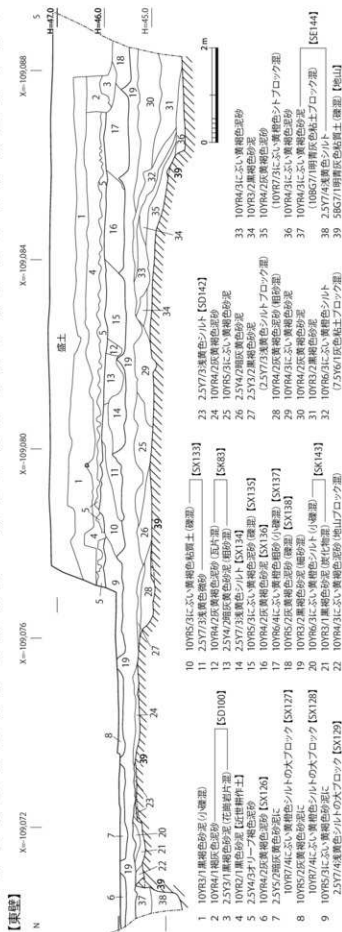 【東壁】
N
S
X=-109,072
X=-109,076
X=-109,080
X=-109,084
X=-109,088
H=47.0
H=46.0
H=45.0
盛土
0 2m
1 10YR3/1黒褐色泥砂(小礫混)
2 10YR4/1褐灰色泥砂
3 2.5Y3/1黒褐色砂泥(花崗岩片混)
【SD100】
4 10YR2/1黒色砂泥【近世耕作土】
5 2.5Y4/3オリーブ褐色泥砂
6 10YR4/2灰黄褐色砂泥【SX126】
7 2.5Y5/2暗灰黄色砂泥に
10YR7/4にぶい黄橙色シルトの大ブロック【SX127】
8 10YR5/2灰黄褐色砂泥に
10YR7/4にぶい黄橙色シルトの大ブロック【SX128】
9 10YR5/3にぶい黄褐色砂泥に
2.5Y7/4浅黄色シルトの大ブロック【SX129】
10 10YR5/3にぶい黄褐色粘質土(礫混)
11 2.5Y7/3浅黄色微砂
【SX133】
12 10YR4/2灰黄褐色泥砂(瓦片混)
13 2.5Y4/2暗灰黄色砂泥(粗砂混)
【SK83】
14 2.5Y7/3浅黄色シルト【SX134】
15 10YR5/3にぶい黄褐色砂泥(礫混)【SX135】
16 10YR4/2灰黄褐色砂泥【SX136】
17 10YR6/4にぶい黄橙色粗砂(小礫混)【SX137】
18 10YR5/2灰黄褐色泥砂(礫混)【SX138】
19 10YR3/2黒褐色砂泥(細砂混)
20 10YR6/3にぶい黄橙色シルト(小礫混)
21 10YR3/1黒褐色砂泥(炭化物混)
22 10YR4/3にぶい黄褐色泥砂(地山ブロック混)
【SX143】
23 2.5Y7/3浅黄色シルト【SD142】
24 10YR4/2灰黄褐色泥砂
25 10YR5/3にぶい黄褐色砂泥
26 2.5Y4/2暗灰黄色砂泥
27 2.5Y3/2黒褐色砂泥
(2.5Y7/3浅黄色シルトブロック混)
28 10YR4/2灰黄褐色砂泥(粗砂混)
29 10YR4/3にぶい黄褐色砂泥
30 10YR4/2灰黄褐色砂泥
31 10YR3/2黒褐色砂泥
32 10YR6/3にぶい黄橙色シルト
(7.5Y6/1灰色粘土ブロック混)
33 10YR4/3にぶい黄褐色泥砂
34 10YR3/2黒褐色砂泥
35 10YR4/2灰黄褐色泥砂
(10YR7/3にぶい黄橙色シルトブロック混)
36 10YR4/3にぶい黄褐色砂泥
37 10YR4/3にぶい黄褐色砂泥
(10BG7/1明青灰色粘土ブロック混)
【SE144】
38 2.5Y7/4浅黄色シルト
39 5BG7/1明青灰色粘質土(礫混)【地山】